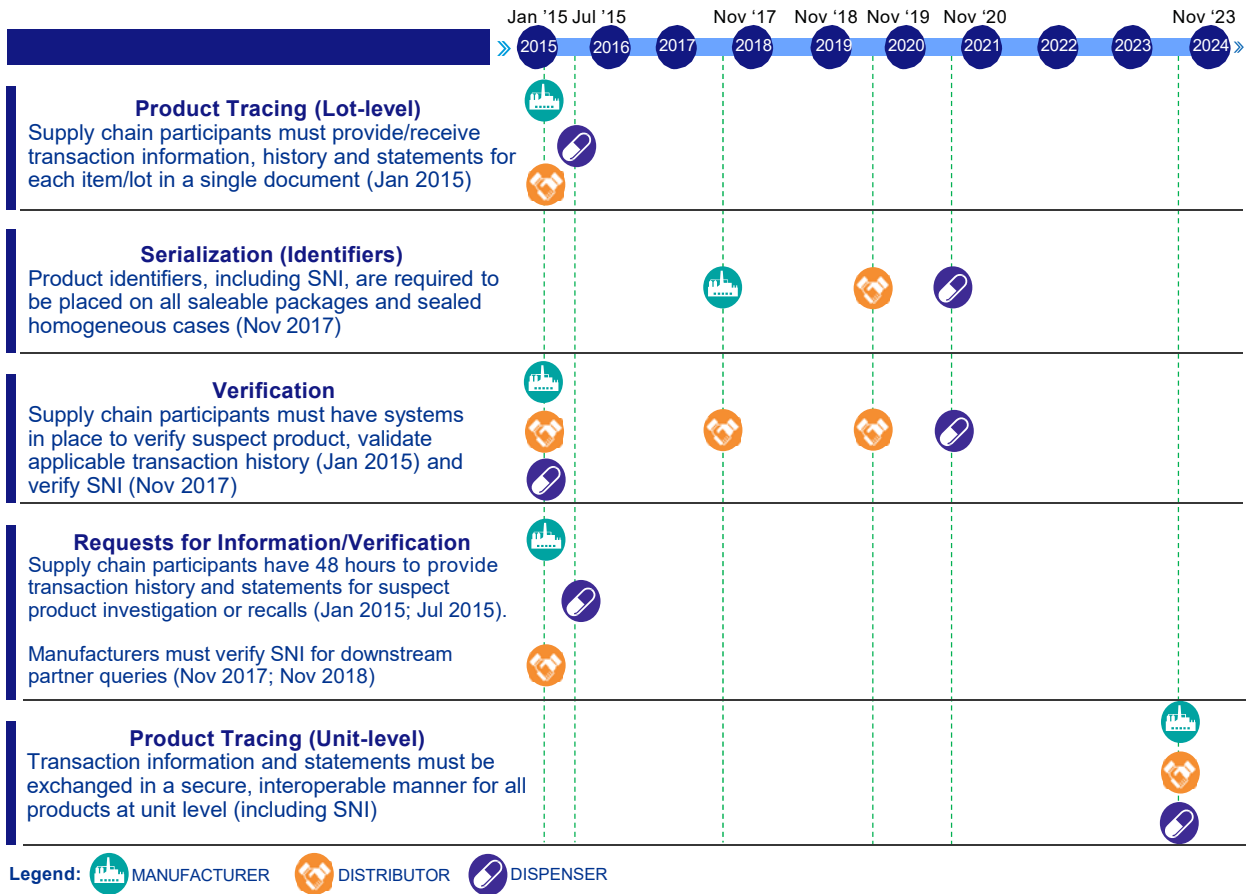 Jan ‘15 Jul ‘15 Nov ‘17 Nov ‘18 Nov ‘19 Nov ‘20 Nov ‘23
2015 2016 2017 2018 2019 2020 2021 2022 2023 2024
Product Tracing (Lot-level)
Supply chain participants must provide/receive
transaction information, history and statements for
each item/lot in a single document (Jan 2015)
Serialization (Identifiers)
Product identifiers, including SNI, are required to
be placed on all saleable packages and sealed
homogeneous cases (Nov 2017)
Verification
Supply chain participants must have systems
in place to verify suspect product, validate
applicable transaction history (Jan 2015) and
verify SNI (Nov 2017)
Requests for Information/Verification
Supply chain participants have 48 hours to provide
transaction history and statements for suspect
product investigation or recalls (Jan 2015; Jul 2015).
Manufacturers must verify SNI for downstream
partner queries (Nov 2017; Nov 2018)
Product Tracing (Unit-level)
Transaction information and statements must be
exchanged in a secure, interoperable manner for all
products at unit level (including SNI)
Legend: MANUFACTURER DISTRIBUTOR DISPENSER